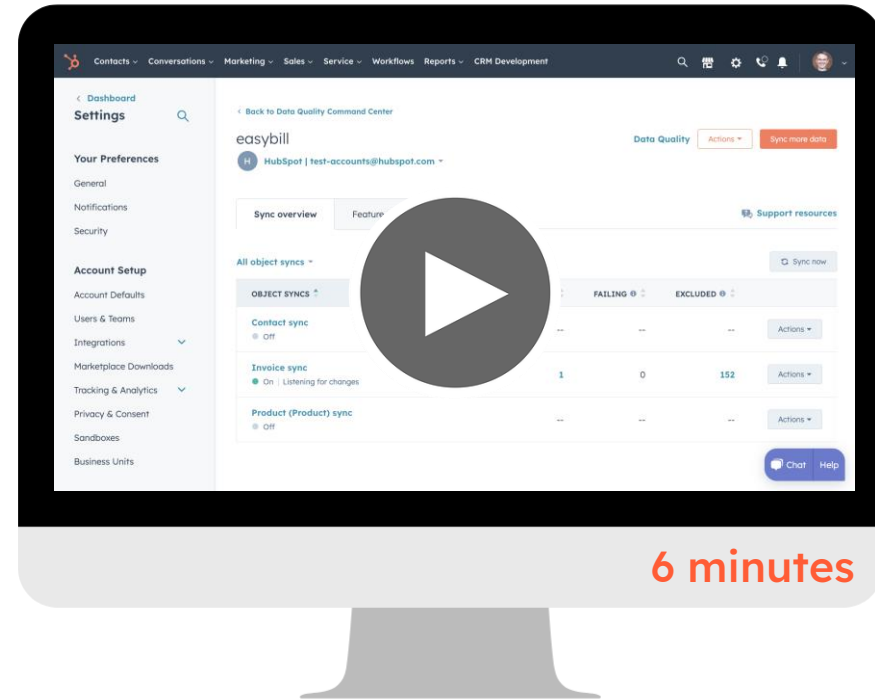 Contacts Conversations Marketing Sales Service Workflows Reports CRM Development
< Dashboard
Settings
Your Preferences
General
Notifications
Security
Account Setup
Account Defaults
Users & Teams
Integrations
Marketplace Downloads
Tracking & Analytics
Privacy & Consent
Sandboxes
Business Units
< Back to Data Quality Command Center
easybill
Data Quality Actions Sync more data
H HubSpot | test-accounts@hubspot.com
Sync overview Feature
Support resources
All object syncs
Sync now
OBJECT SYNCS FAILING EXCLUDED
Contact sync -- -- -- Actions
Off
Invoice sync 1 0 152 Actions
On | Listening for changes
Product (Product) sync -- -- -- Actions
Off
Chat Help
6 minutes